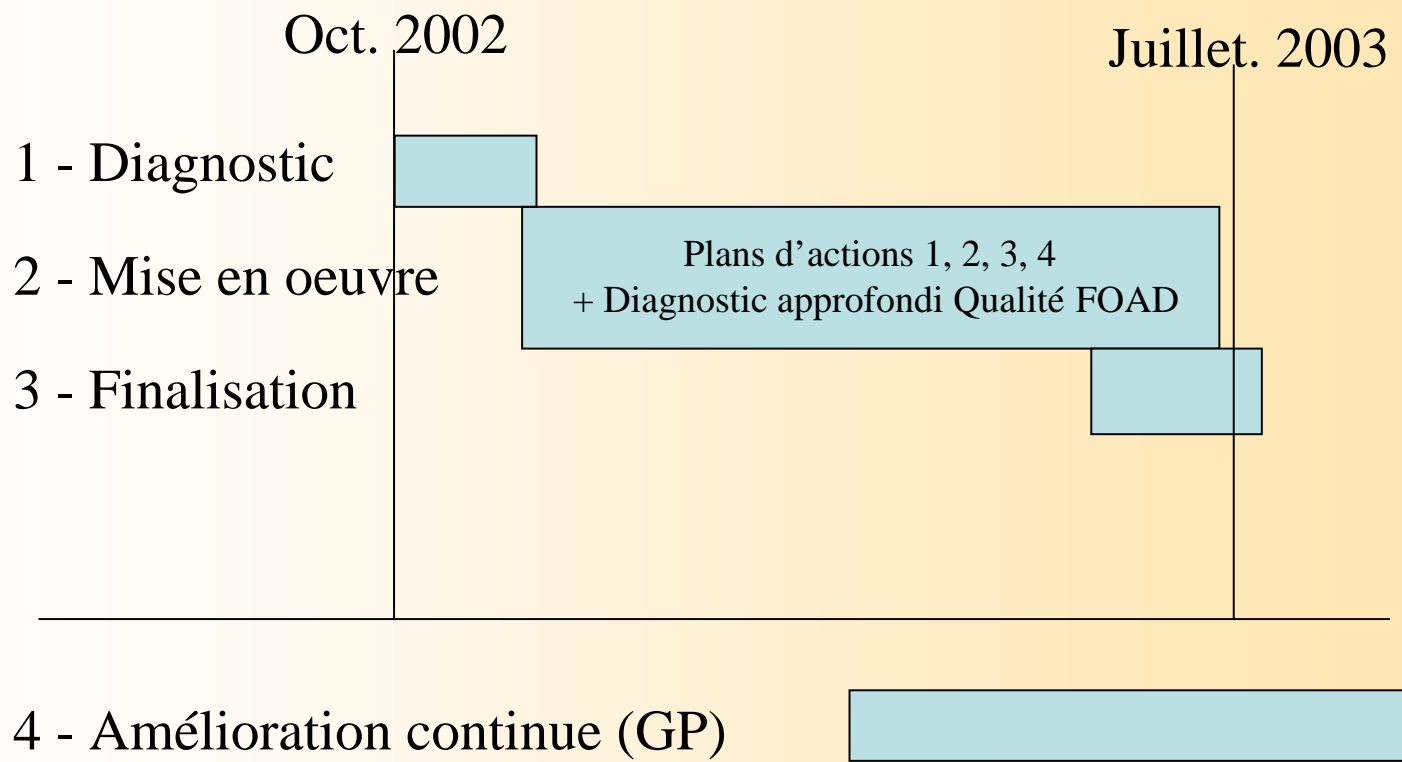 Oct. 2002
Juillet. 2003
1 - Diagnostic
2 - Mise en oeuvre
Plans d’actions 1, 2, 3, 4
+ Diagnostic approfondi Qualité FOAD
3 - Finalisation
4 - Amélioration continue (GP)